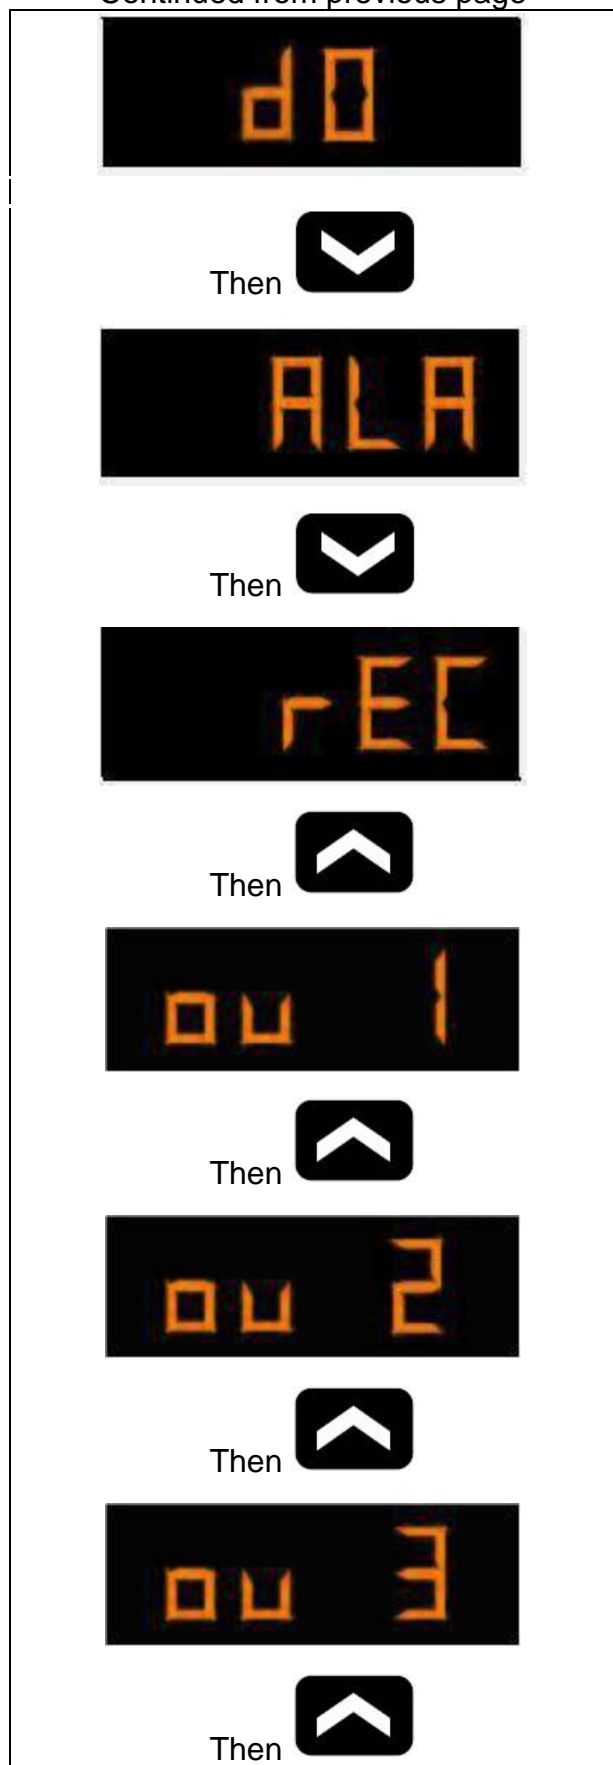 Continued from previous page
d0
Then
ALA
Then
rEC
Then
ou 1
Then
ou 2
Then
ou 3
Then